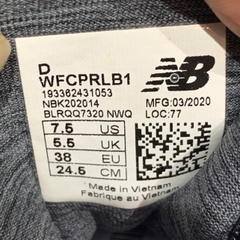 D
WFCPRLB1
193362431053
NBK202014
BLRQQ7320 NWQ
NB
MFG:03/2020
LOC:77
7.5 US
5.5 UK
38 EU
24.5 CM
Made in Vietnam
Fabriqué au Vietnam